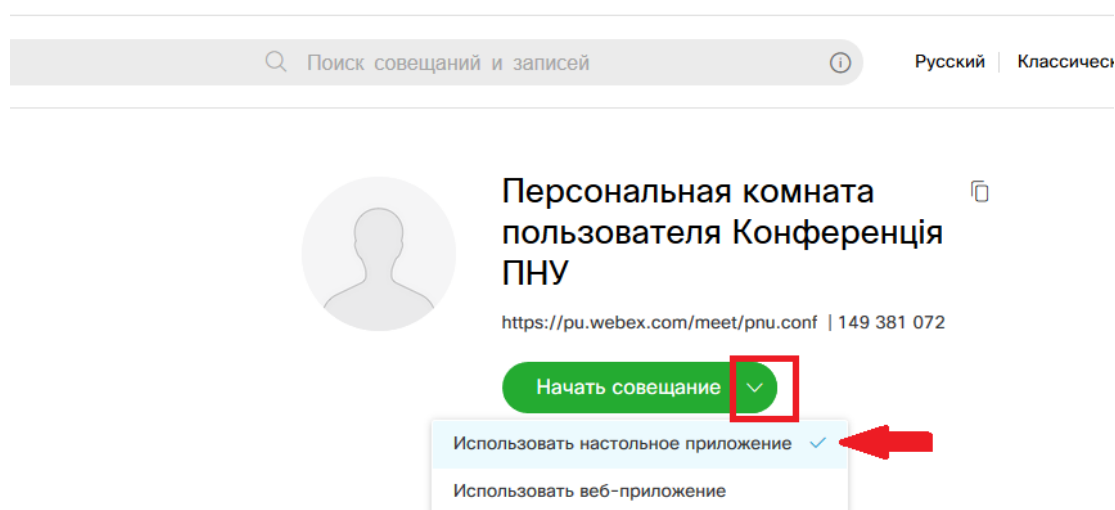 Поиск совещаний и записей
Русский
Классическ
Персональная комната
пользователя Конференція
ПНУ
https://pu.webex.com/meet/pnu.conf | 149 381 072
Начать совещание
Использовать настольное приложение
Использовать веб-приложение